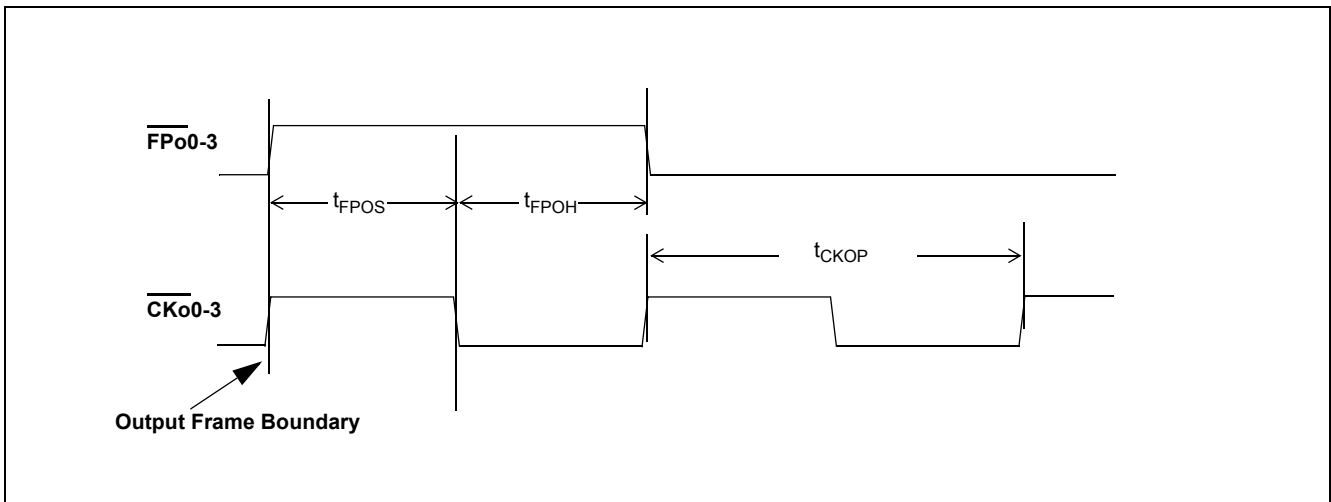 FPo0-3
tFPOS
tFPOH
tCKOP
CKo0-3
Output Frame Boundary